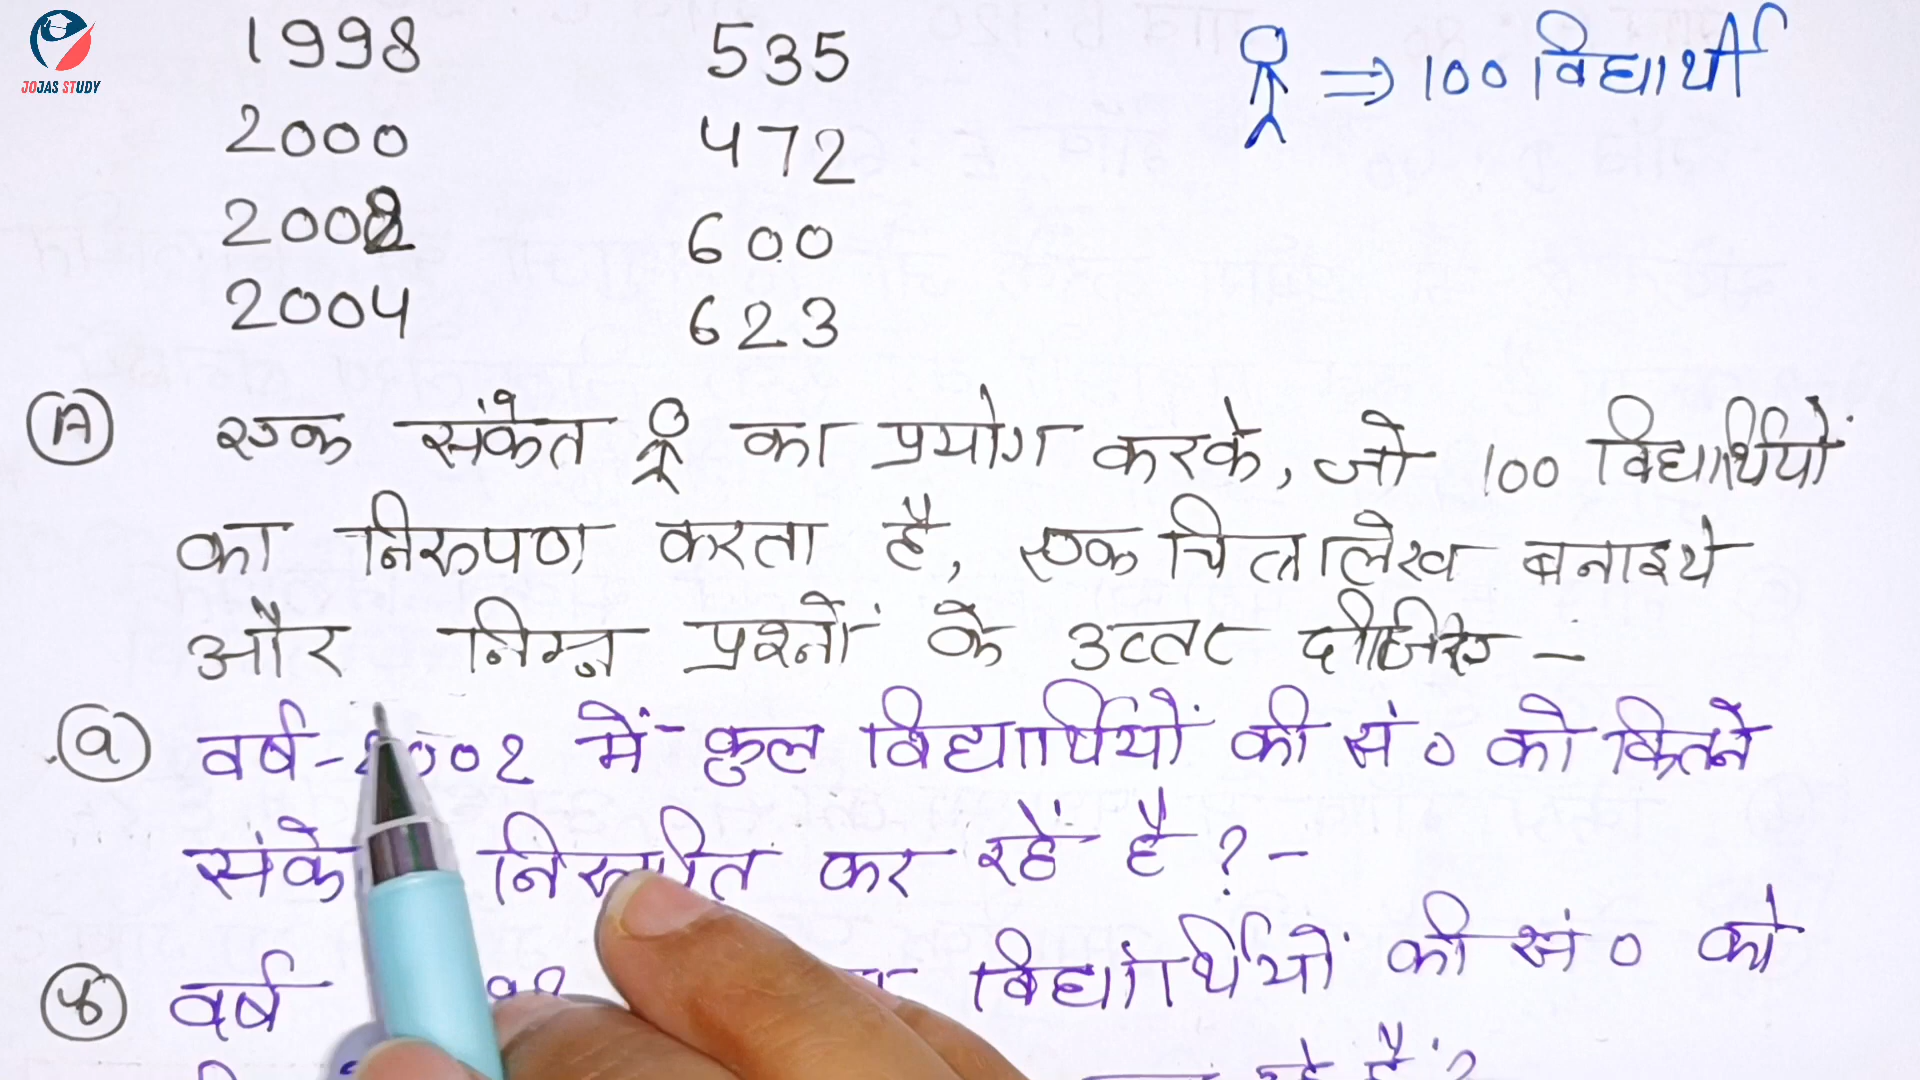 JOJAS STUDY
1998 535
2000 472
2002 600
2004 623
⇒ 100 विद्यार्थी
A एक संकेत का प्रयोग करके, जो 100 विद्यार्थियों
का निरूपण करता है, एक चित्रालेख बनाइये
और निम्न प्रश्नों के उत्तर दीजिए -
a वर्ष-2002 में कुल विद्यार्थियों की सं० को कितने
संके निरूपीत कर रहें है ? -
वर्ष विद्यार्थियों की सं० को